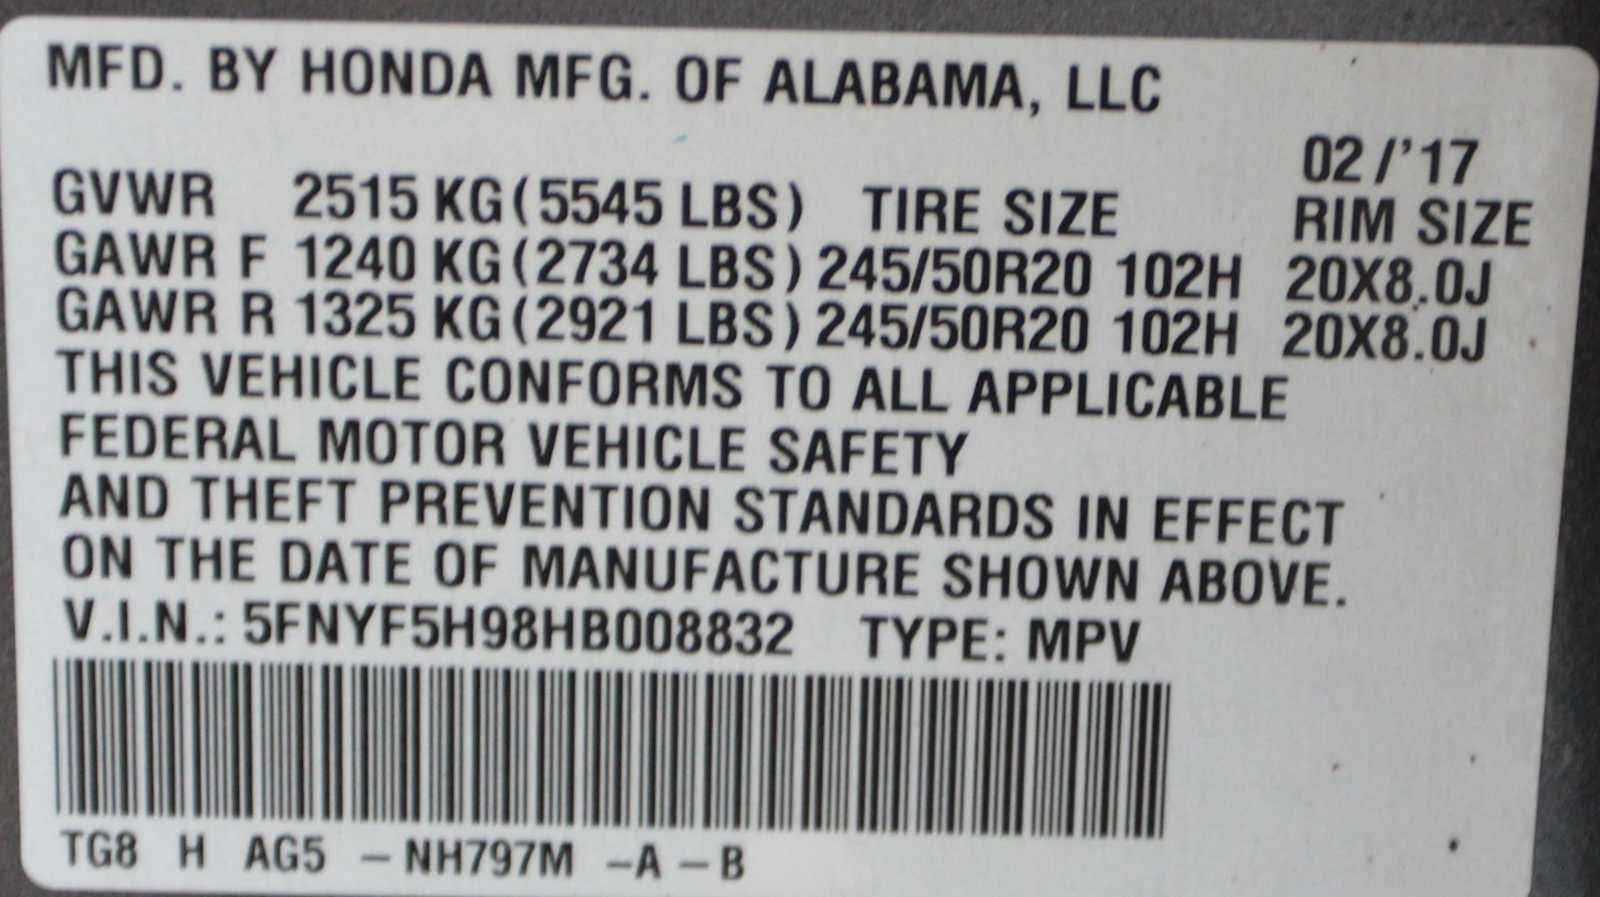 MFD. BY HONDA MFG. OF ALABAMA, LLC
02/'17
GVWR 2515 KG (5545 LBS) TIRE SIZE RIM SIZE
GAWR F 1240 KG (2734 LBS) 245/50R20 102H 20X8.0J
GAWR R 1325 KG (2921 LBS) 245/50R20 102H 20X8.0J
THIS VEHICLE CONFORMS TO ALL APPLICABLE
FEDERAL MOTOR VEHICLE SAFETY
AND THEFT PREVENTION STANDARDS IN EFFECT
ON THE DATE OF MANUFACTURE SHOWN ABOVE.
V.I.N.: 5FNYF5H98HB008832 TYPE: MPV
TG8 H AG5 – NH797M –A – B